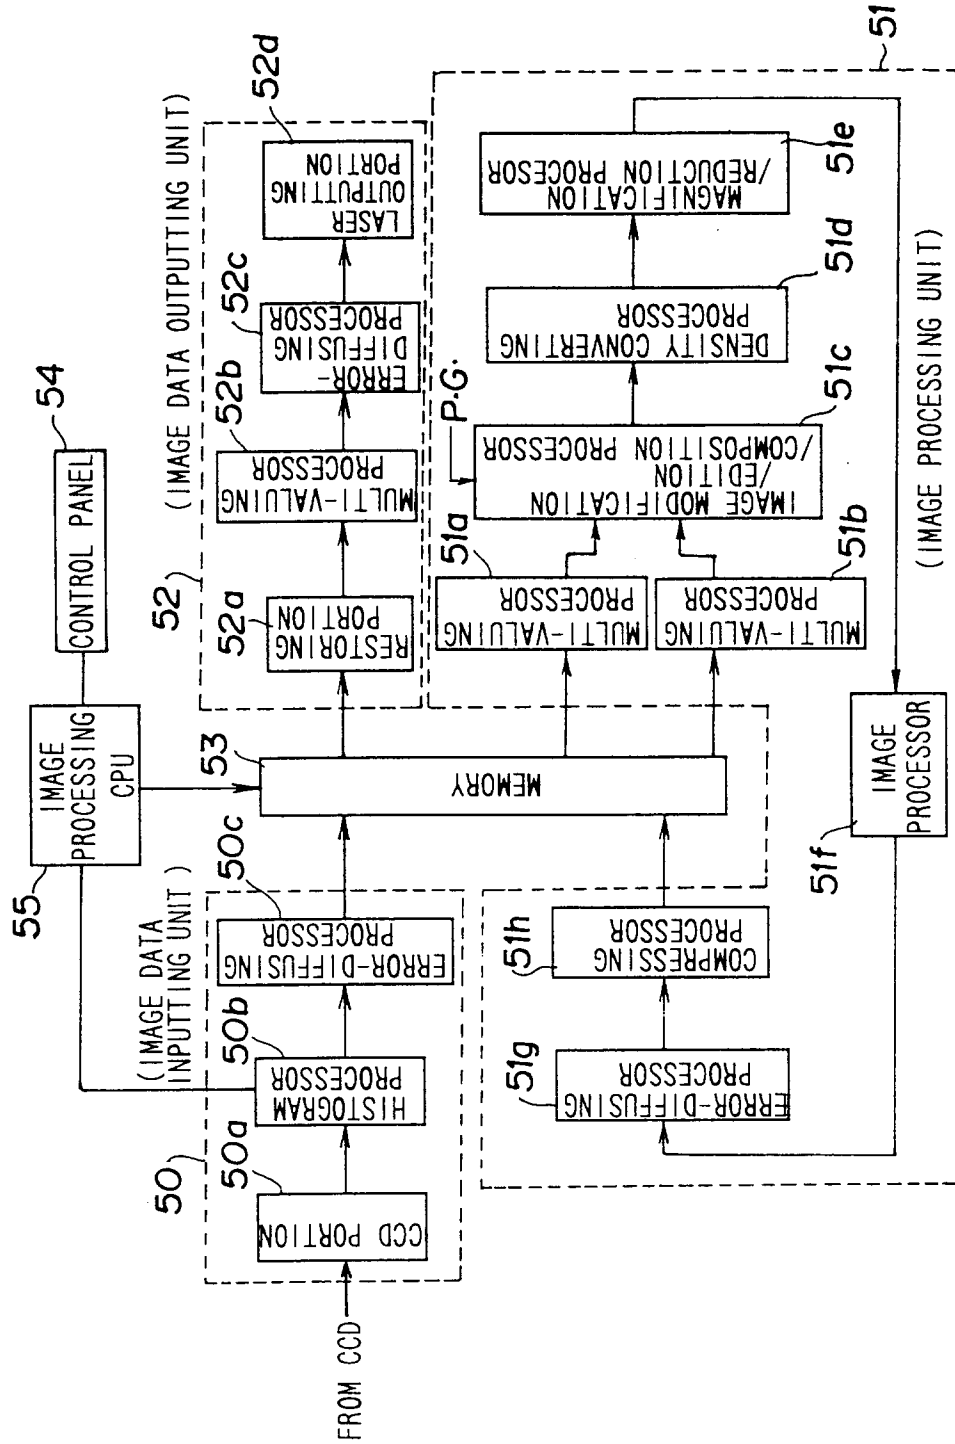 55
IMAGE
PROCESSING
CPU
54
CONTROL PANEL
(IMAGE DATA
INPUTTING UNIT)
50
50a
CCD PORTION
50b
HISTOGRAM
PROCESSOR
50c
ERROR-DIFFUSING
PROCESSOR
FROM CCD
53
MEMORY
(IMAGE DATA OUTPUTTING UNIT)
52
52a
RESTORING
PORTION
52b
MULTI-VALUING
PROCESSOR
52c
ERROR-
DIFFUSING
PROCESSOR
52d
LASER
OUTPUTTING
PORTION
51
51a
MULTI-VALUING
PROCESSOR
51b
MULTI-VALUING
PROCESSOR
P.G.
51c
IMAGE MODIFICATION
/EDITION
/COMPOSITION PROCESSOR
51d
DENSITY CONVERTING
PROCESSOR
51e
MAGNIFICATION
/REDUCTION PROCESOR
(IMAGE PROCESSING UNIT)
51f
IMAGE
PROCESSOR
51g
ERROR-DIFFUSING
PROCESSOR
51h
COMPRESSING
PROCESSOR